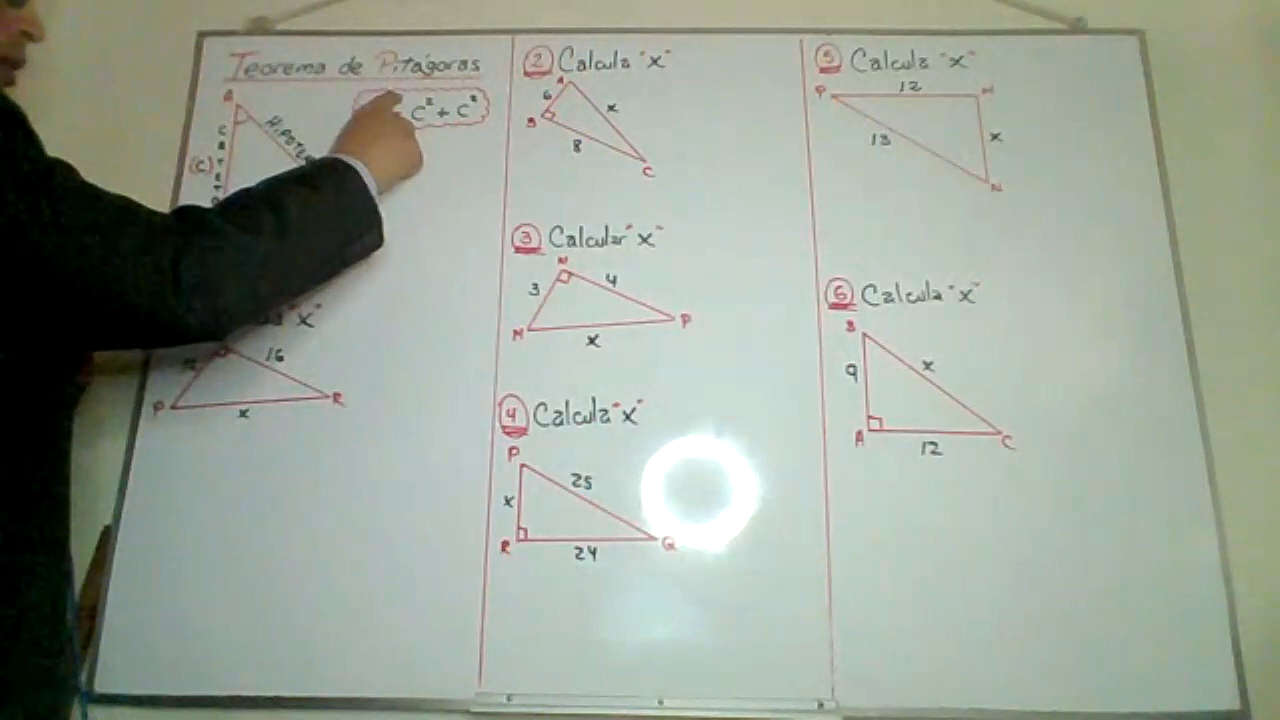 Teorema de Pitágoras
A
c² + c²
(c)
"x"
16
P
R
x
2 Calcula "x"
A
6
x
B
8
C
3 Calcular "x"
N
3
4
M
P
x
4 Calcula "x"
P
25
x
R
Q
24
5 Calcula "x"
12
P
M
13
x
N
6 Calcula "x"
B
9
x
A
C
12